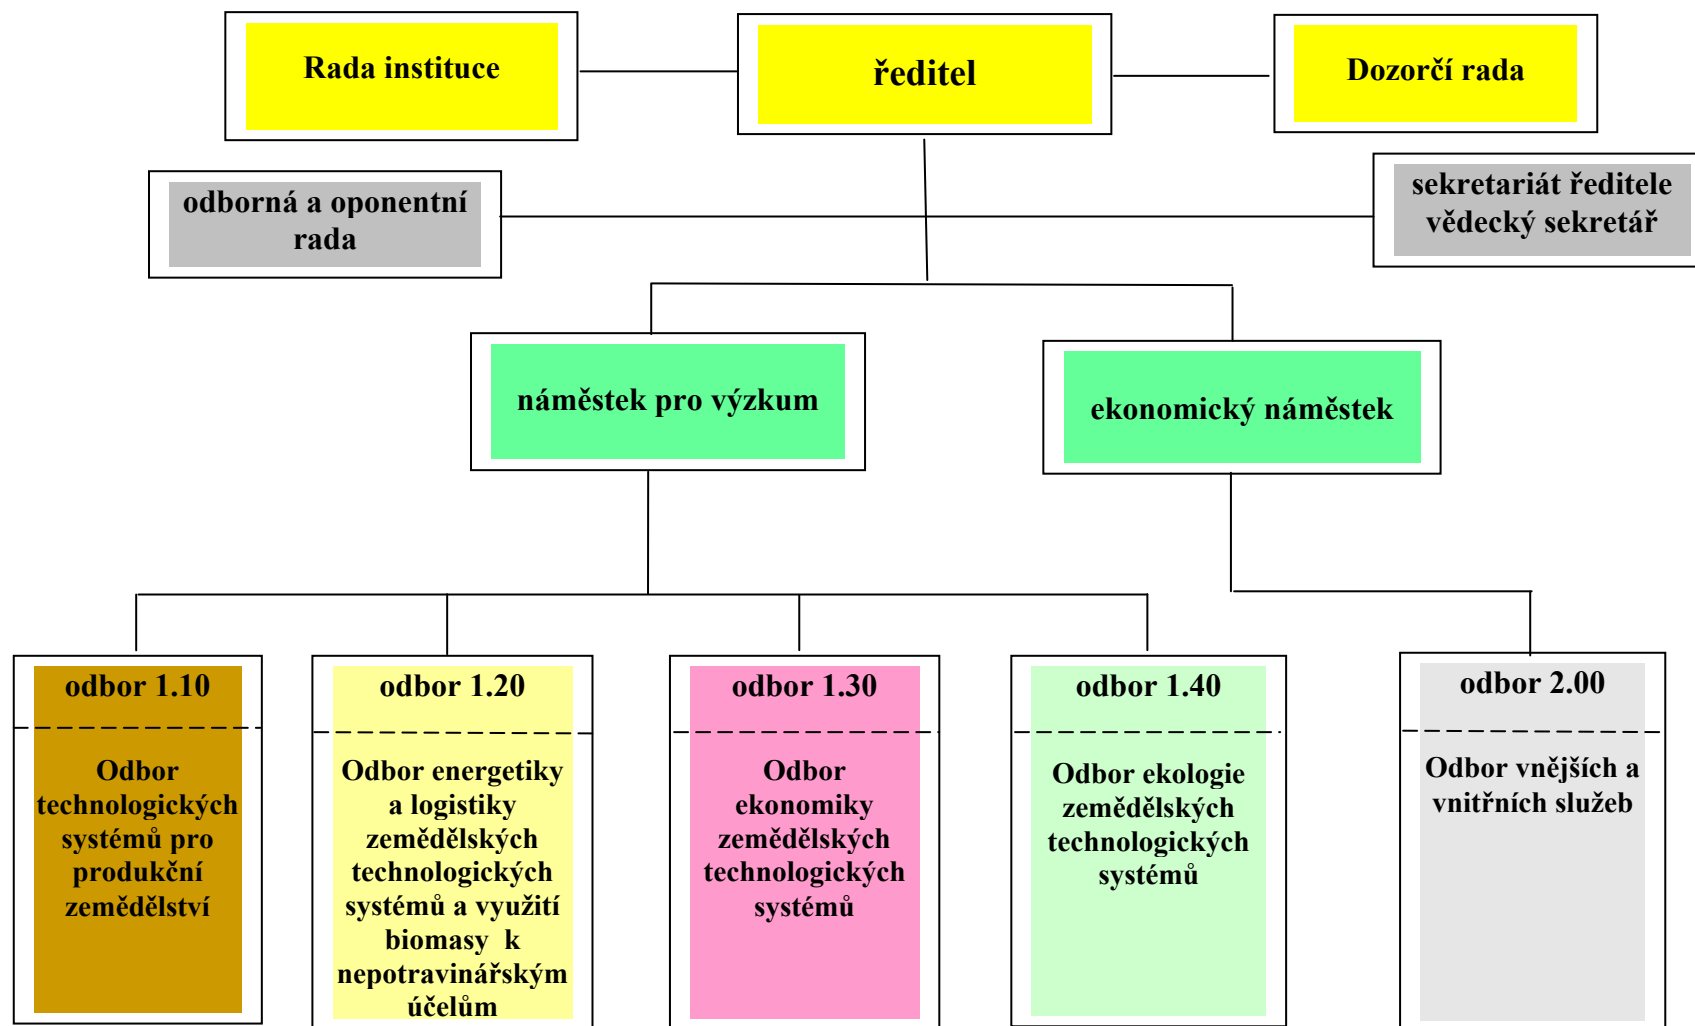 Rada instituce
ředitel
Dozorčí rada
odborná a oponentní
rada
sekretariát ředitele
vědecký sekretář
náměstek pro výzkum
ekonomický náměstek
odbor 1.10
Odbor
technologických
systémů pro
produkční
zemědělství
odbor 1.20
Odbor energetiky
a logistiky
zemědělských
technologických
systémů a využití
biomasy k
nepotravinářským
účelům
odbor 1.30
Odbor
ekonomiky
zemědělských
technologických
systémů
odbor 1.40
Odbor ekologie
zemědělských
technologických
systémů
odbor 2.00
Odbor vnějších a
vnitřních služeb